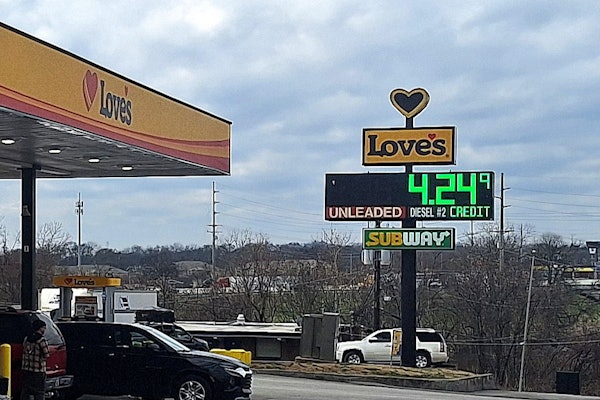 Love's
Love's
4.24⁹
UNLEADED DIESEL #2 CREDIT
SUBWAY
Love's